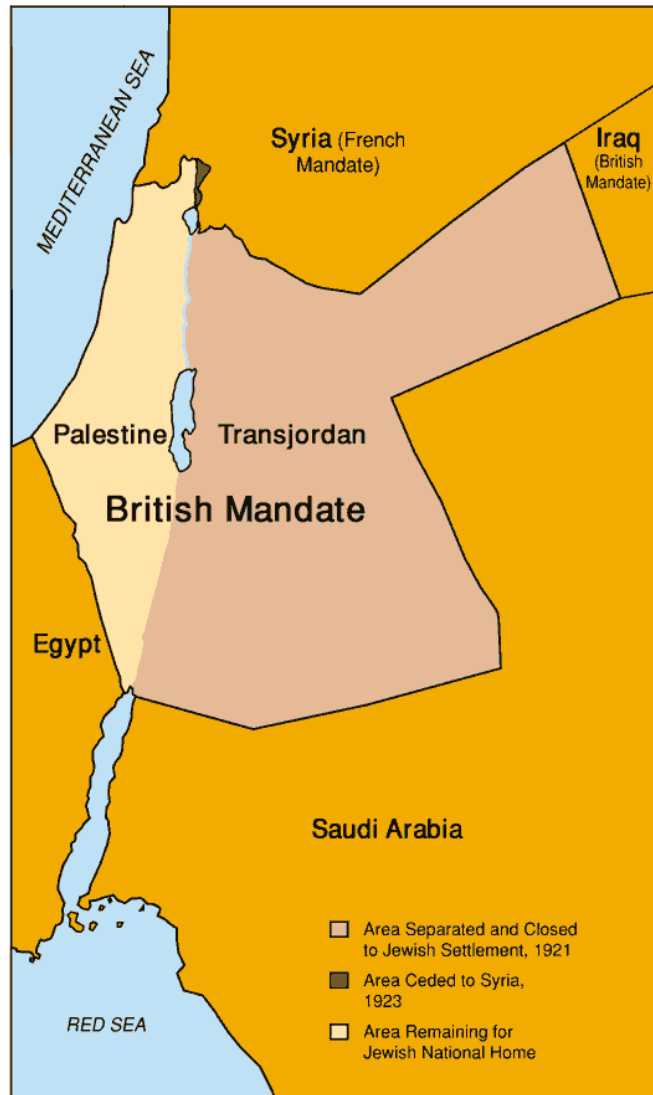 MEDITERRANEAN SEA
Syria (French
Mandate)
Iraq
(British
Mandate)
Palestine
Transjordan
British Mandate
Egypt
Saudi Arabia
Area Separated and Closed
to Jewish Settlement, 1921
Area Ceded to Syria,
1923
Area Remaining for
Jewish National Home
RED SEA